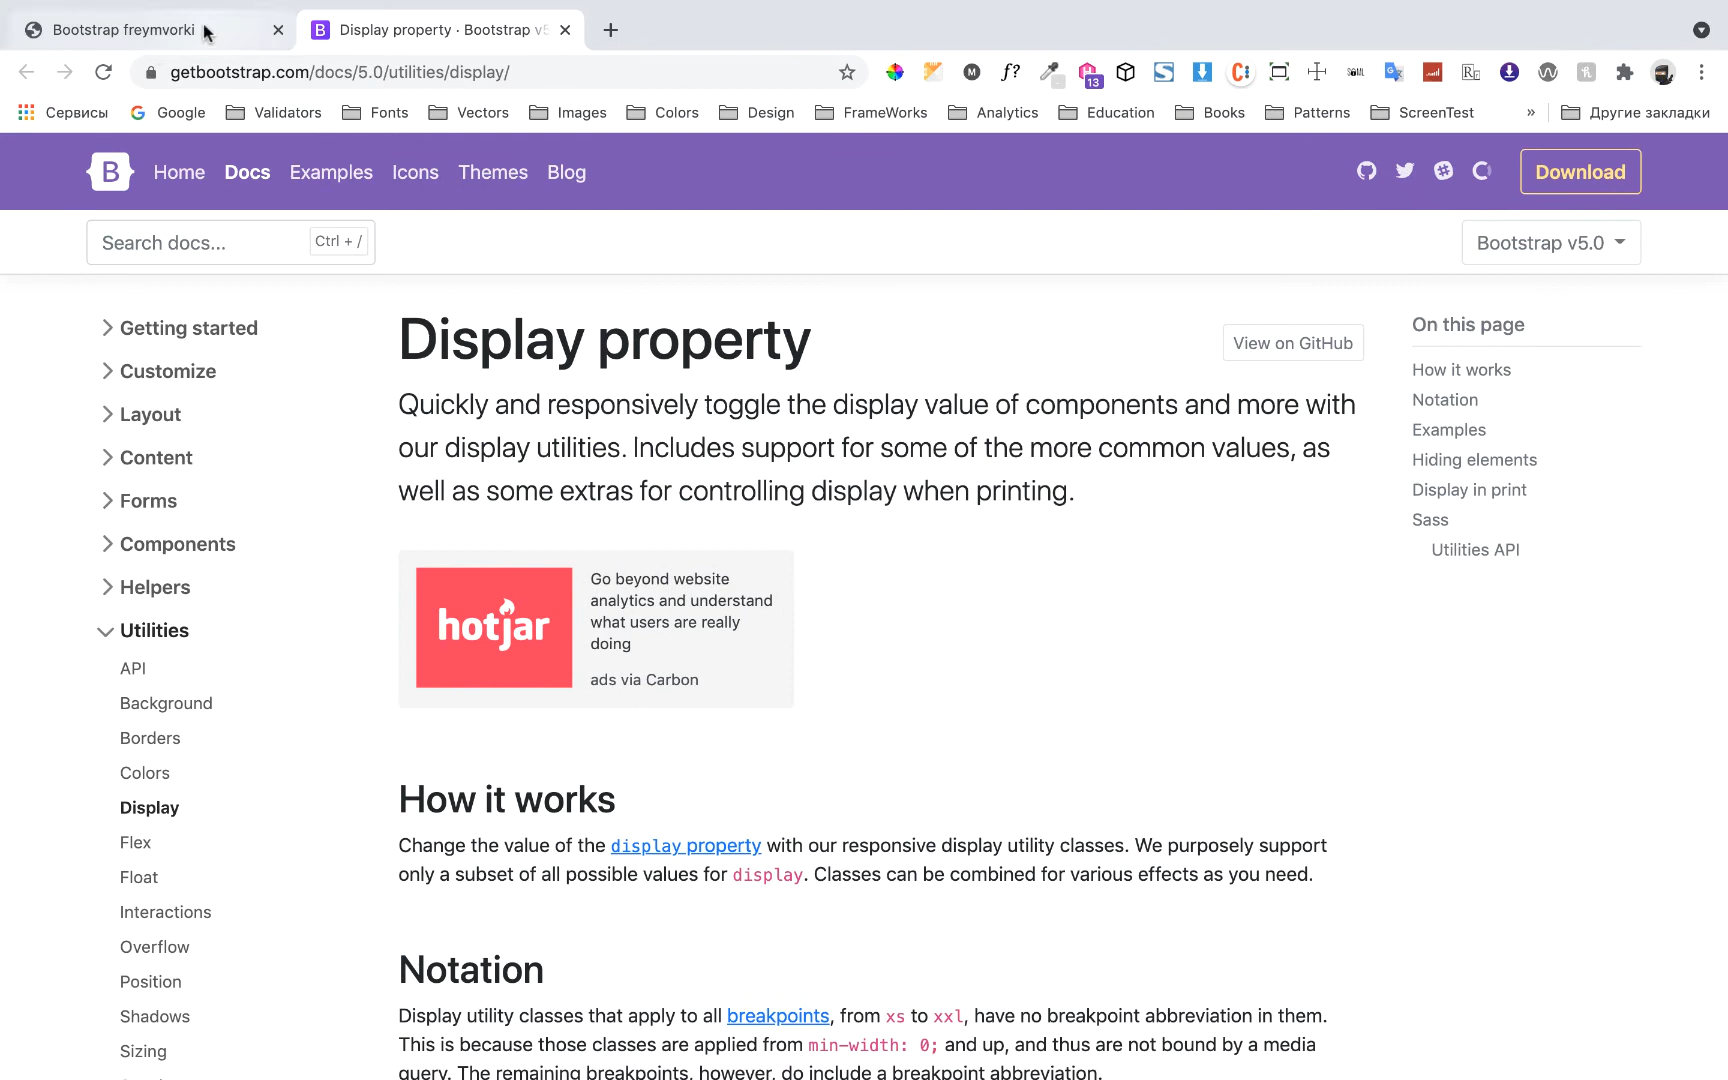 Bootstrap freymvorki
Display property · Bootstrap v5
getbootstrap.com/docs/5.0/utilities/display/
M
f?
13
Сервисы
Google
Validators
Fonts
Vectors
Images
Colors
Design
FrameWorks
Analytics
Education
Books
Patterns
ScreenTest
»
Другие закладки
B
Home
Docs
Examples
Icons
Themes
Blog
Download
Search docs...
Ctrl + /
Bootstrap v5.0
Getting started
Customize
Layout
Content
Forms
Components
Helpers
Utilities
API
Background
Borders
Colors
Display
Flex
Float
Interactions
Overflow
Position
Shadows
Sizing
Display property
View on GitHub
Quickly and responsively toggle the display value of components and more with
our display utilities. Includes support for some of the more common values, as
well as some extras for controlling display when printing.
hotjar
Go beyond website
analytics and understand
what users are really
doing
ads via Carbon
How it works
Change the value of the display property with our responsive display utility classes. We purposely support
only a subset of all possible values for display. Classes can be combined for various effects as you need.
Notation
Display utility classes that apply to all breakpoints, from xs to xxl, have no breakpoint abbreviation in them.
This is because those classes are applied from min-width: 0; and up, and thus are not bound by a media
query. The remaining breakpoints, however, do include a breakpoint abbreviation.
On this page
How it works
Notation
Examples
Hiding elements
Display in print
Sass
Utilities API